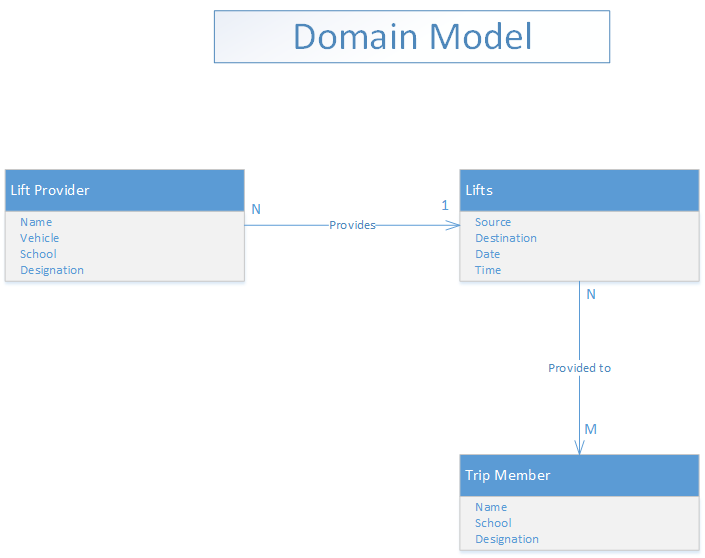 Domain Model
Lift Provider
Name
Vehicle
School
Designation
N
Provides
1
Lifts
Source
Destination
Date
Time
N
Provided to
M
Trip Member
Name
School
Designation